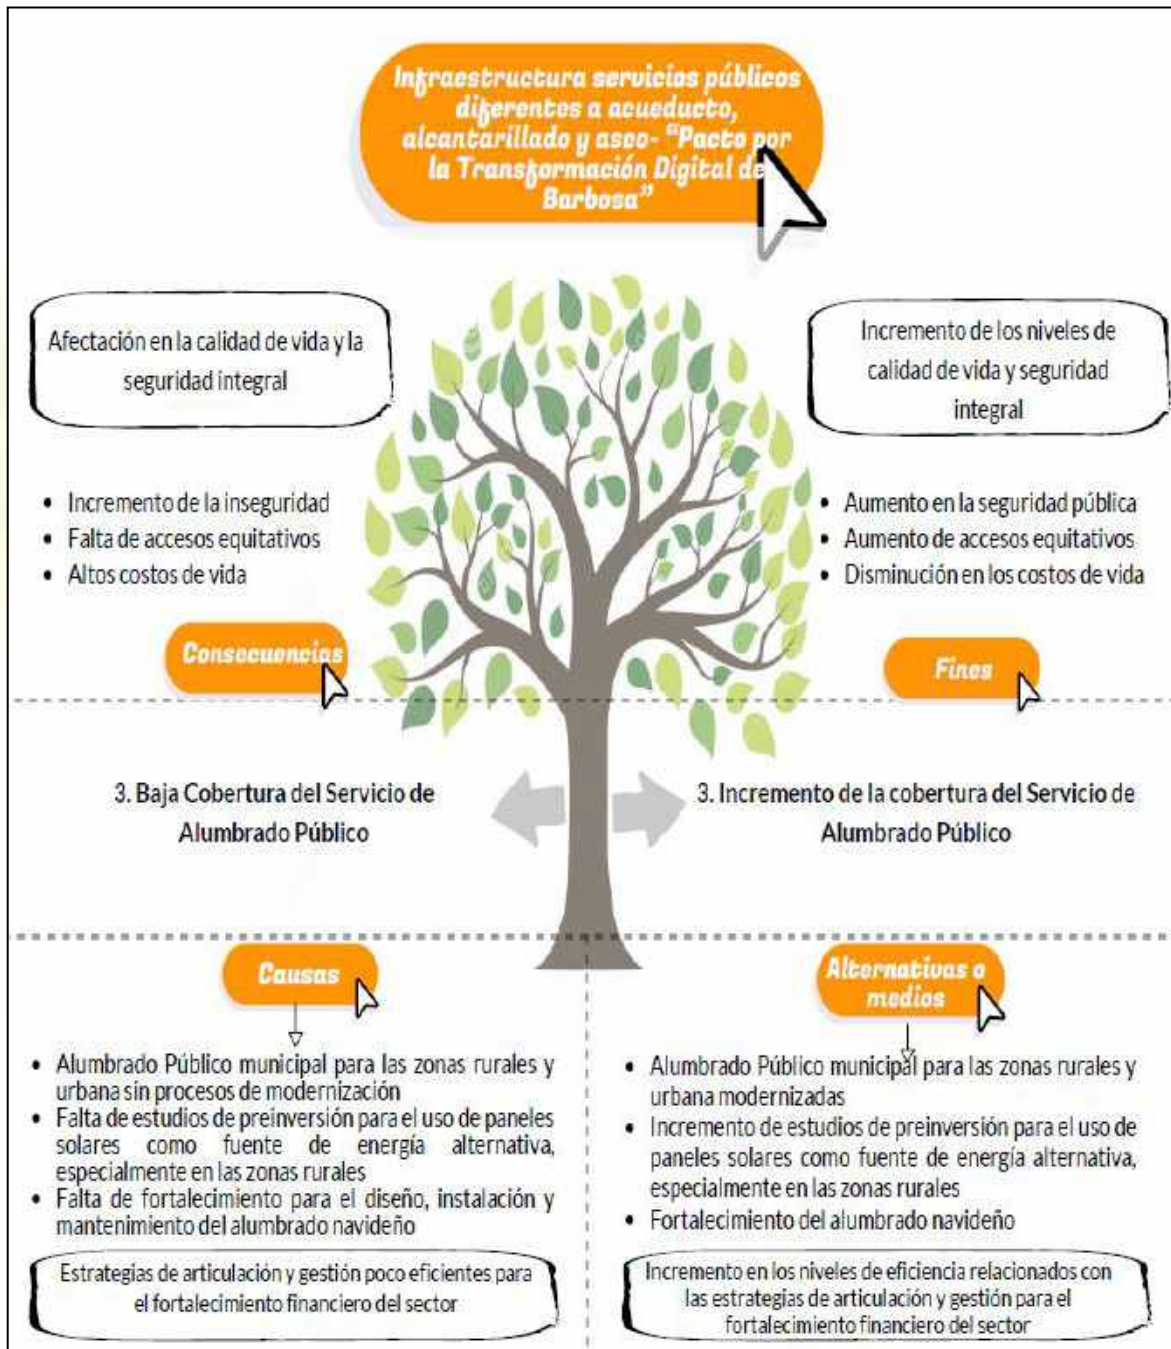 Infraestructura servicios públicos
diferentes a acueducto,
alcantarillado y aseo- “Pacto por
la Transformación Digital de
Barbosa”
Afectación en la calidad de vida y la
seguridad integral
Incremento de los niveles de
calidad de vida y seguridad
integral
• Incremento de la inseguridad
• Falta de accesos equitativos
• Altos costos de vida
• Aumento en la seguridad pública
• Aumento de accesos equitativos
• Disminución en los costos de vida
Consecuencias
Fines
3. Baja Cobertura del Servicio de
Alumbrado Público
3. Incremento de la cobertura del Servicio de
Alumbrado Público
Causas
• Alumbrado Público municipal para las zonas rurales y
urbana sin procesos de modernización
• Falta de estudios de preinversión para el uso de paneles
solares como fuente de energía alternativa,
especialmente en las zonas rurales
• Falta de fortalecimiento para el diseño, instalación y
mantenimiento del alumbrado navideño
Estrategias de articulación y gestión poco eficientes para
el fortalecimiento financiero del sector
Alternativas o
medios
• Alumbrado Público municipal para las zonas rurales y
urbana modernizadas
• Incremento de estudios de preinversión para el uso de
paneles solares como fuente de energía alternativa,
especialmente en las zonas rurales
• Fortalecimiento del alumbrado navideño
Incremento en los niveles de eficiencia relacionados con
las estrategias de articulación y gestión para el
fortalecimiento financiero del sector